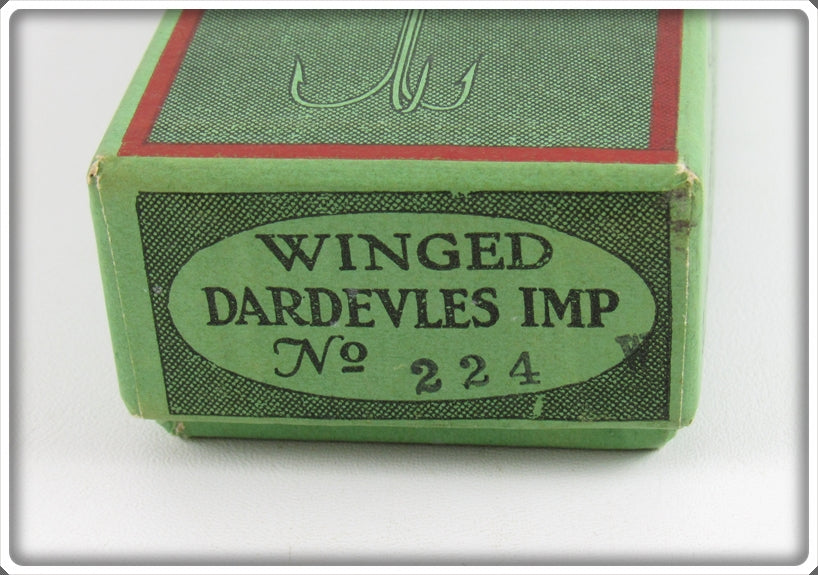 WINGED
DARDEVLES IMP
No 224